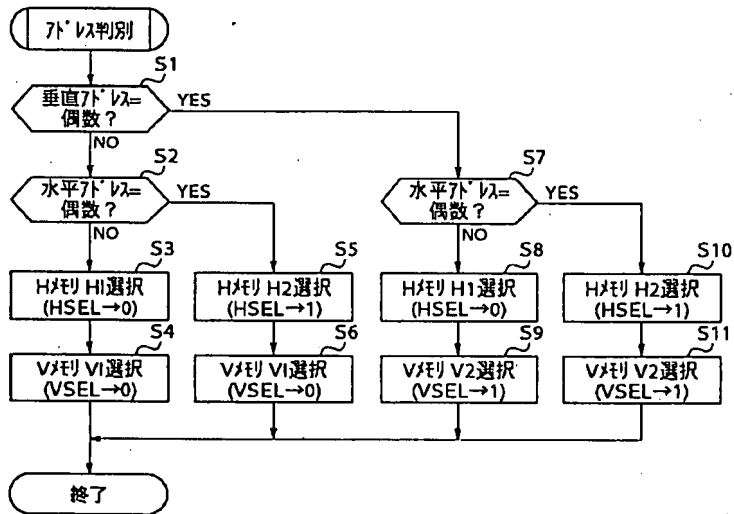 アドレス判別
S1
垂直アドレス=
偶数？
YES
NO
S2
水平アドレス=
偶数？
YES
NO
S7
水平アドレス=
偶数？
YES
NO
S3
Hメモリ H1選択
(HSEL→0)
S5
Hメモリ H2選択
(HSEL→1)
S8
Hメモリ H1選択
(HSEL→0)
S10
Hメモリ H2選択
(HSEL→1)
S4
Vメモリ V1選択
(VSEL→0)
S6
Vメモリ V1選択
(VSEL→0)
S9
Vメモリ V2選択
(VSEL→1)
S11
Vメモリ V2選択
(VSEL→1)
終了